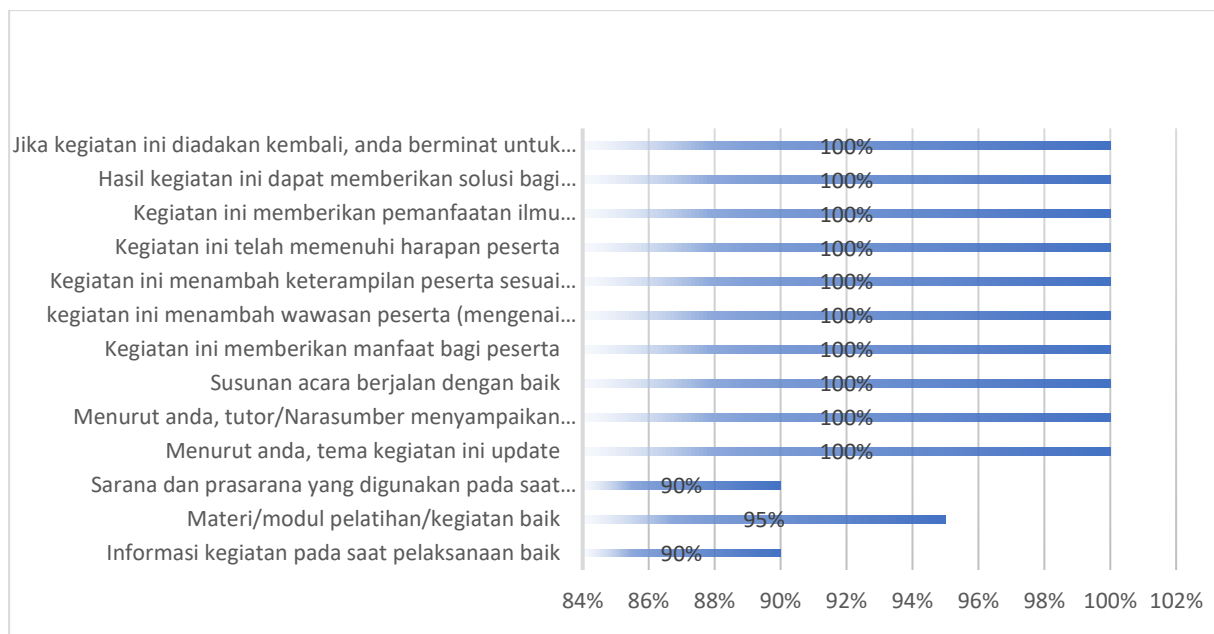 Jika kegiatan ini diadakan kembali, anda berminat untuk... 100%
Hasil kegiatan ini dapat memberikan solusi bagi... 100%
Kegiatan ini memberikan pemanfaatan ilmu... 100%
Kegiatan ini telah memenuhi harapan peserta 100%
Kegiatan ini menambah keterampilan peserta sesuai... 100%
kegiatan ini menambah wawasan peserta (mengenai... 100%
Kegiatan ini memberikan manfaat bagi peserta 100%
Susunan acara berjalan dengan baik 100%
Menurut anda, tutor/Narasumber menyampaikan... 100%
Menurut anda, tema kegiatan ini update 100%
Sarana dan prasarana yang digunakan pada saat... 90%
Materi/modul pelatihan/kegiatan baik 95%
Informasi kegiatan pada saat pelaksanaan baik 90%
84% 86% 88% 90% 92% 94% 96% 98% 100% 102%